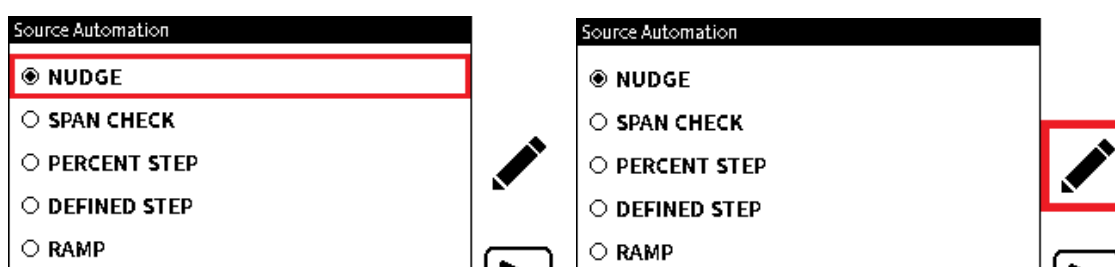 Source Automation
NUDGE
SPAN CHECK
PERCENT STEP
DEFINED STEP
RAMP
Source Automation
NUDGE
SPAN CHECK
PERCENT STEP
DEFINED STEP
RAMP